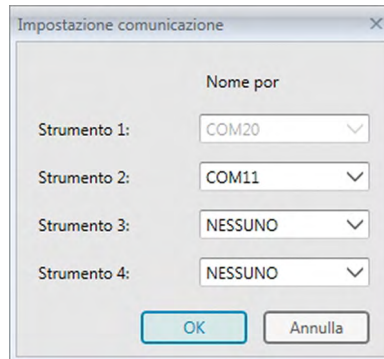 Impostazione comunicazione
Nome por
Strumento 1: COM20
Strumento 2: COM11
Strumento 3: NESSUNO
Strumento 4: NESSUNO
OK Annulla